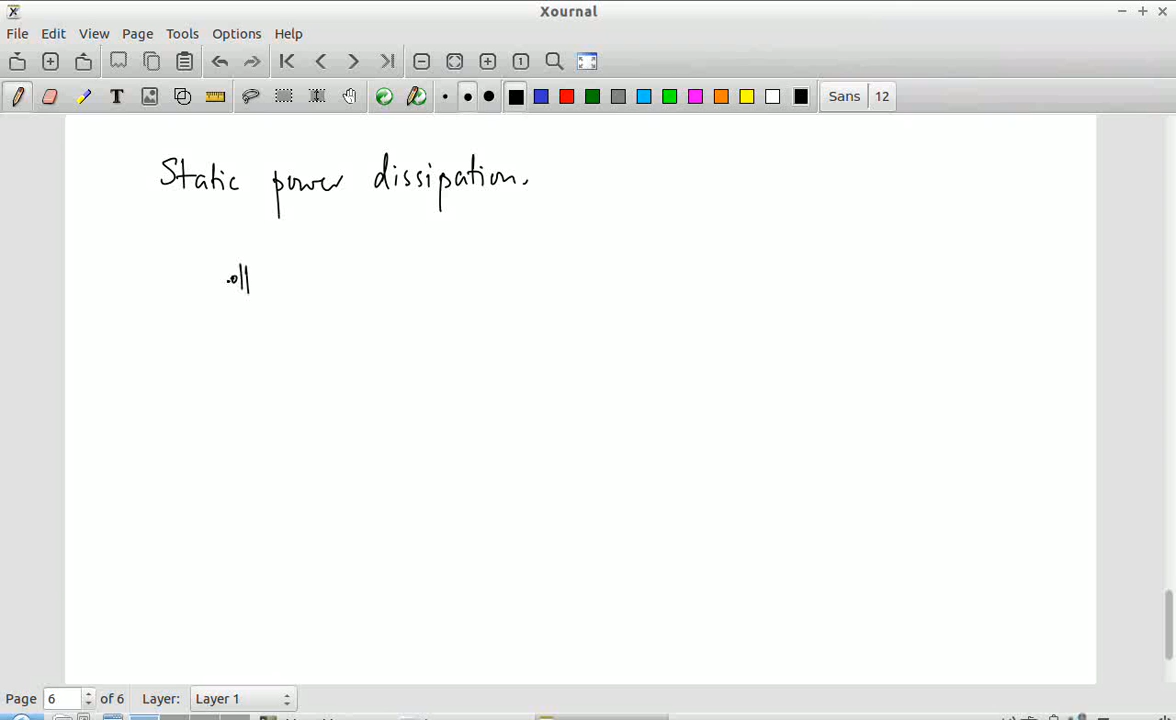 Xournal
File Edit View Page Tools Options Help
Sans 12
Static power dissipation.
Page 6 of 6 Layer: Layer 1